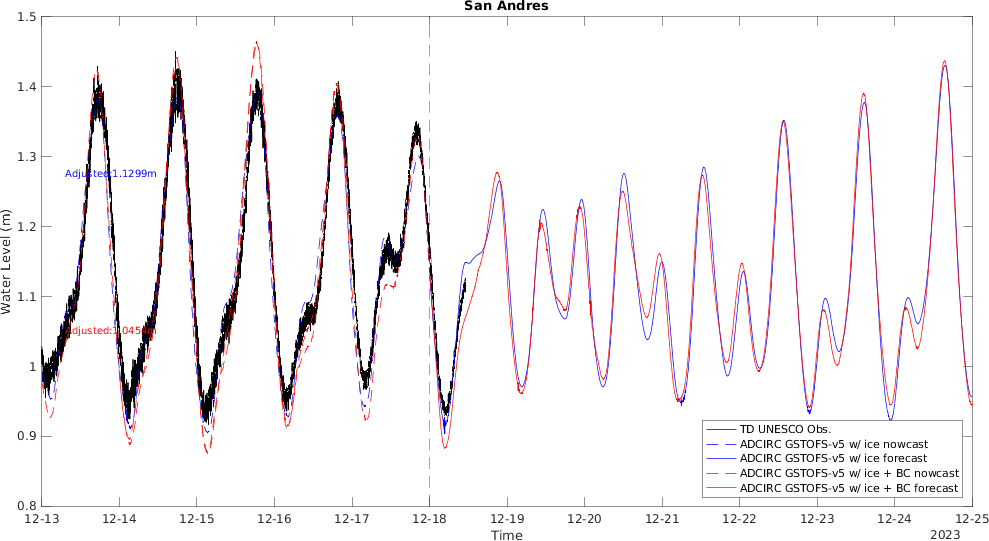 San Andres
1.5
1.4
1.3
1.2
1.1
1
0.9
0.8
Water Level (m)
Adjusted:1.1299m
TD UNESCO Obs.
ADCIRC GSTOFS-v5 w/ ice nowcast
ADCIRC GSTOFS-v5 w/ ice forecast
ADCIRC GSTOFS-v5 w/ ice + BC nowcast
ADCIRC GSTOFS-v5 w/ ice + BC forecast
12-13 12-14 12-15 12-16 12-17 12-18 12-19 12-20 12-21 12-22 12-23 12-24 12-25
Time
2023